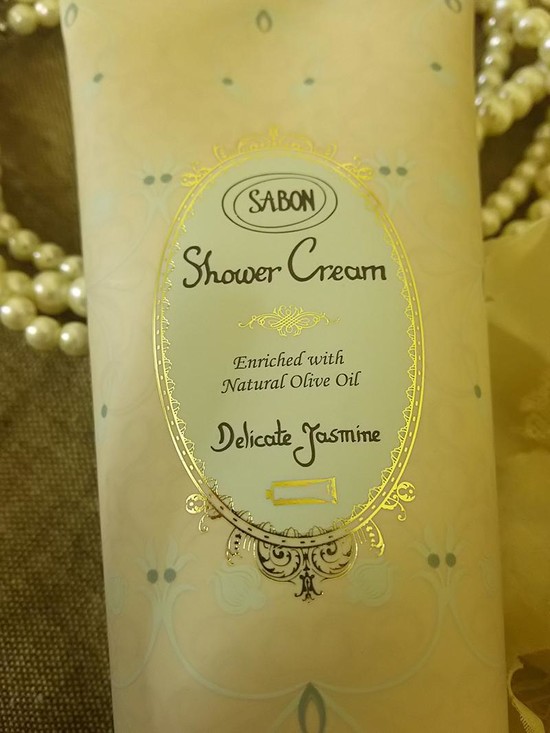 SABON
Shower Cream
Enriched with
Natural Olive Oil
Delicate Jasmine